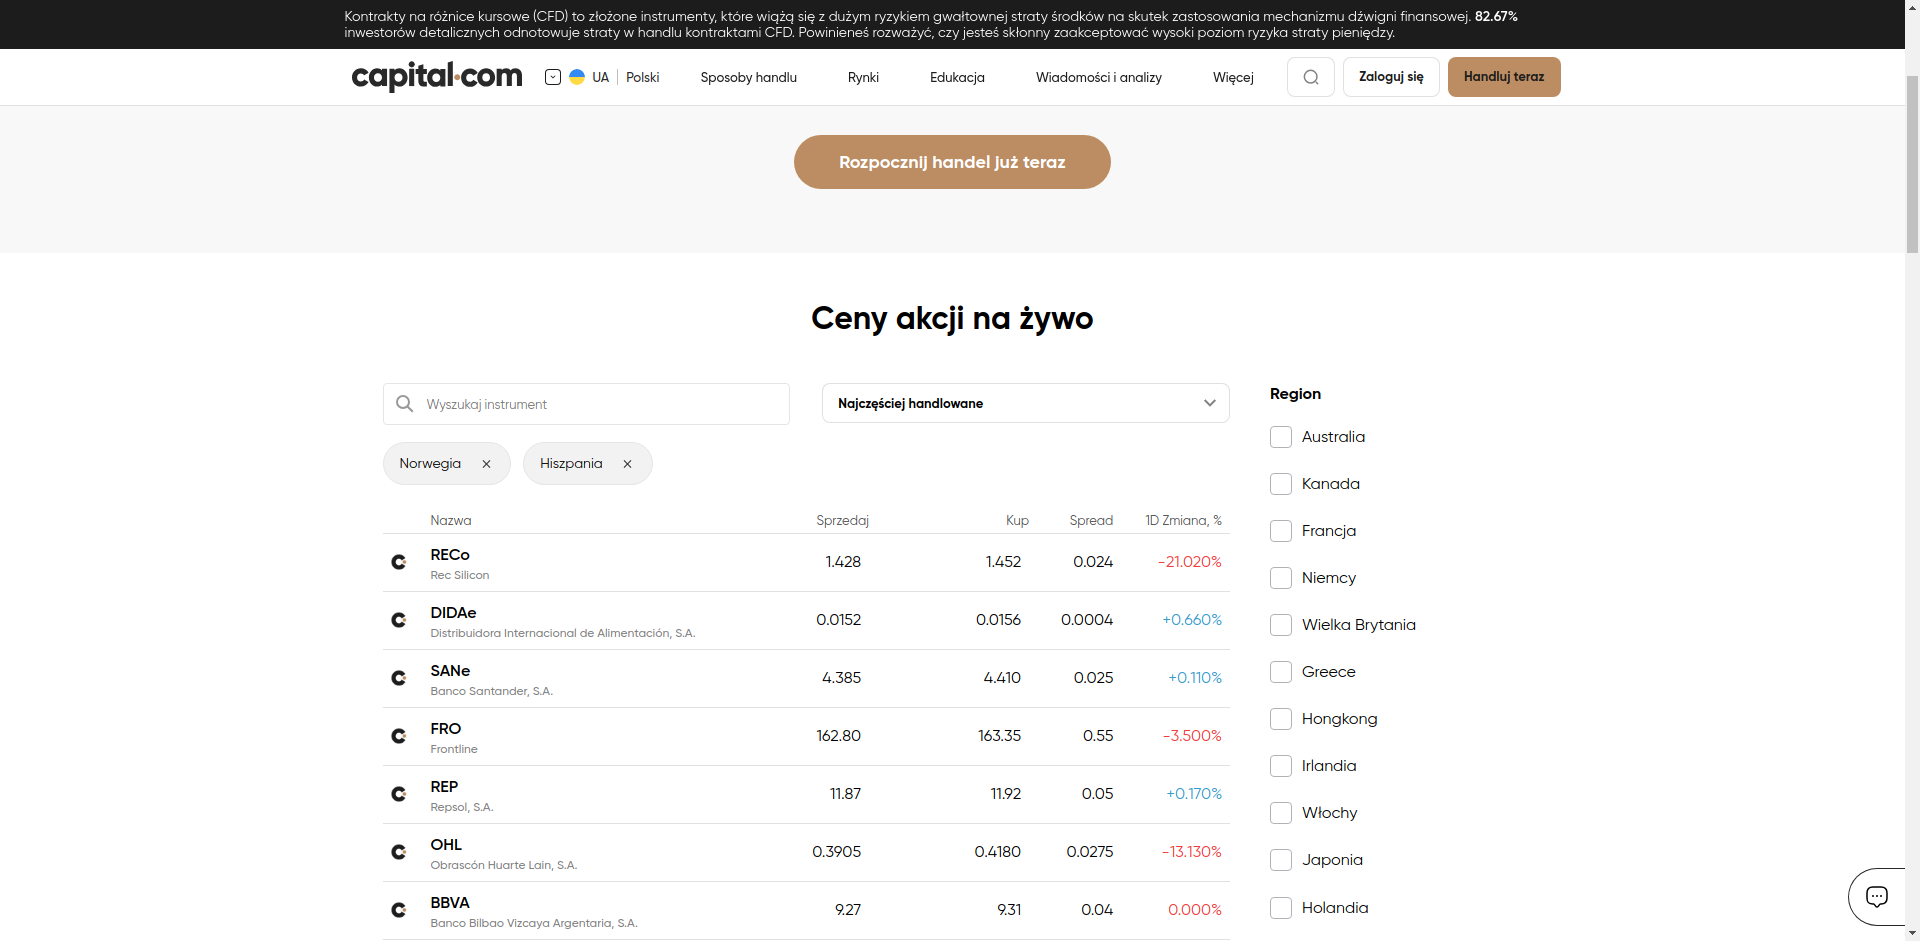 Kontrakty na różnice kursowe (CFD) to złożone instrumenty, które wiążą się z dużym ryzykiem gwałtownej straty środków na skutek zastosowania mechanizmu dźwigni finansowej. 82.67%
inwestorów detalicznych odnotowuje straty w handlu kontraktami CFD. Powinieneś rozważyć, czy jesteś skłonny zaakceptować wysoki poziom ryzyka straty pieniędzy.
capital.com UA Polski Sposoby handlu Rynki Edukacja Wiadomości i analizy Więcej Zaloguj się Handluj teraz
Rozpocznij handel już teraz
Ceny akcji na żywo
Wyszukaj instrument Najczęściej handlowane
Norwegia Hiszpania
Nazwa Sprzedaj Kup Spread 1D Zmiana, %
RECo 1.428 1.452 0.024 -21.020%
Rec Silicon
DIDAe 0.0152 0.0156 0.0004 +0.660%
Distribuidora Internacional de Alimentación, S.A.
SANe 4.385 4.410 0.025 +0.110%
Banco Santander, S.A.
FRO 162.80 163.35 0.55 -3.500%
Frontline
REP 11.87 11.92 0.05 +0.170%
Repsol, S.A.
OHL 0.3905 0.4180 0.0275 -13.130%
Obrascón Huarte Lain, S.A.
BBVA 9.27 9.31 0.04 0.000%
Banco Bilbao Vizcaya Argentaria, S.A.
Region
Australia
Kanada
Francja
Niemcy
Wielka Brytania
Greece
Hongkong
Irlandia
Włochy
Japonia
Holandia